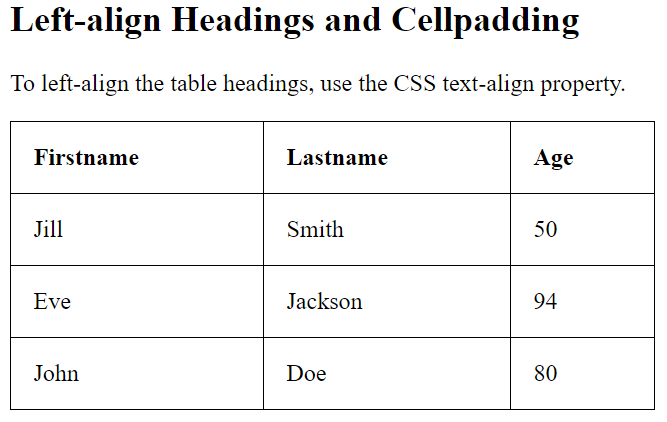 Left-align Headings and Cellpadding
To left-align the table headings, use the CSS text-align property.
Firstname Lastname Age
Jill Smith 50
Eve Jackson 94
John Doe 80